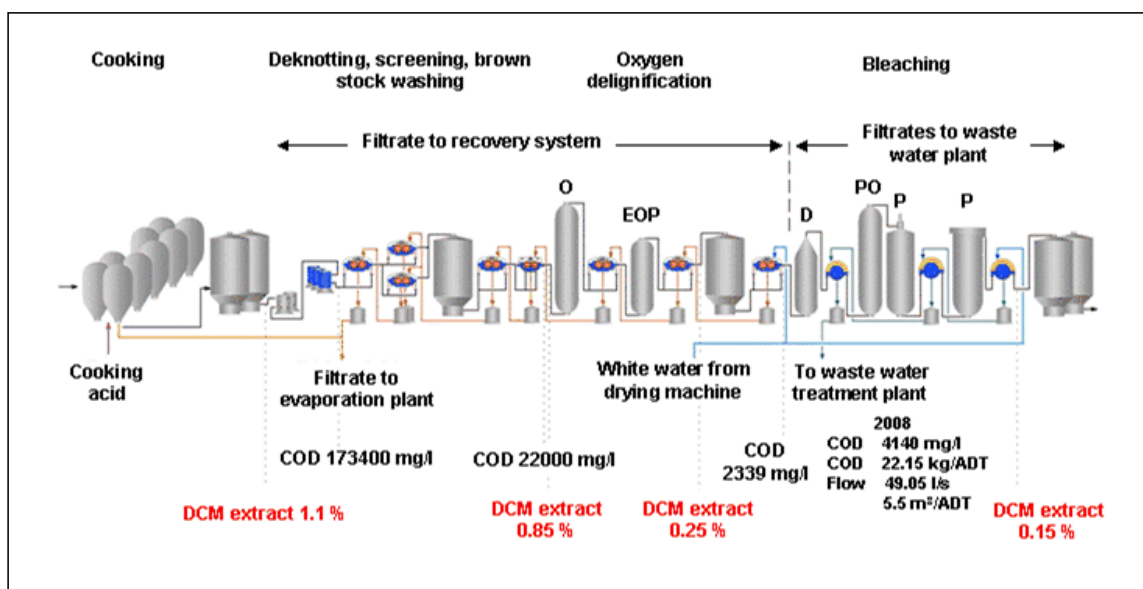 Cooking
Deknotting, screening, brown
stock washing
Oxygen
delignification
Bleaching
Filtrate to recovery system
Filtrates to waste
water plant
O
EOP
D
PO
P
P
Cooking
acid
Filtrate to
evaporation plant
White water from
drying machine
To waste water
treatment plant
COD 173400 mg/l
COD 22000 mg/l
COD
2339 mg/l
2008
COD 4140 mg/l
COD 22.15 kg/ADT
Flow 49.05 l/s
5.5 m³/ADT
DCM extract 1.1 %
DCM extract
0.85 %
DCM extract
0.25 %
DCM extract
0.15 %